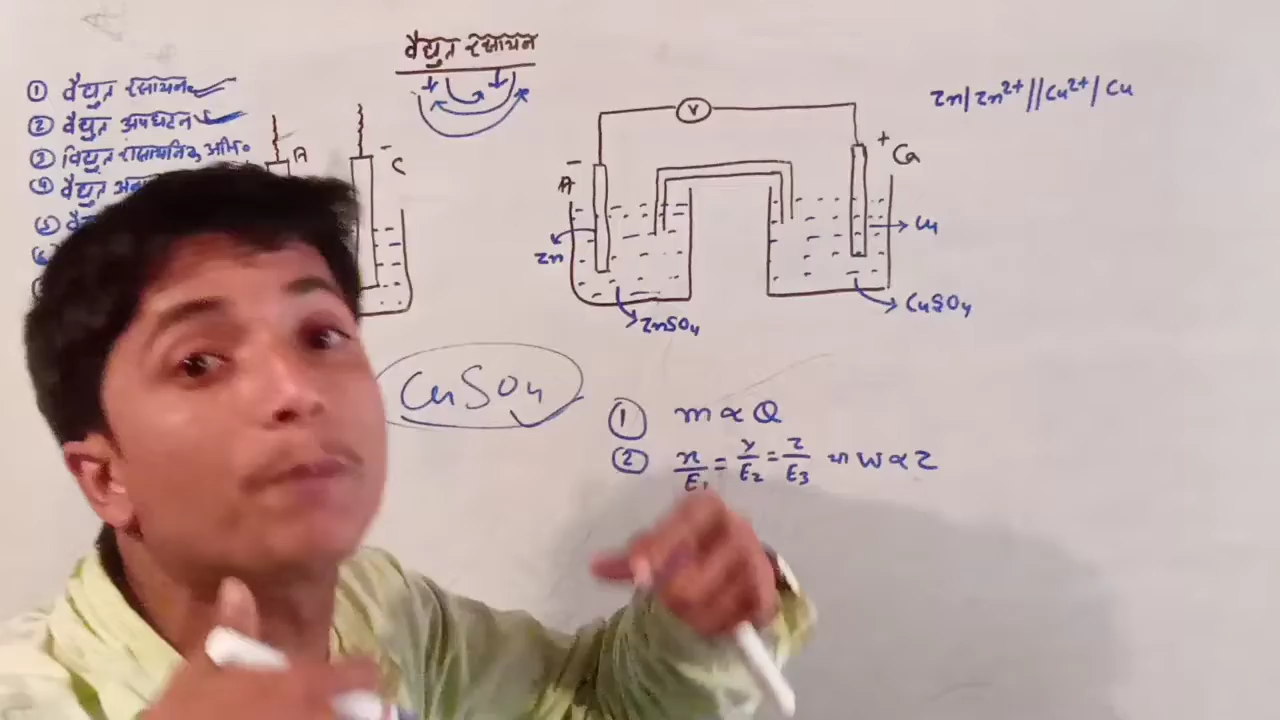 वैद्युत रसायन
① वैद्युत रसायन
② वैद्युत अपघटन
③ विद्युत रासायनिक
④ वैद्युत
⑤
A
- C
V
Zn/Zn²⁺//Cu²⁺/Cu
-
A
+ Ca
Zn
Cu
ZnSO₄
CuSO₄
CuSO₄
① m ∝ Q
② x/E₁ = y/E₂ = z/E₃ या W ∝ Z